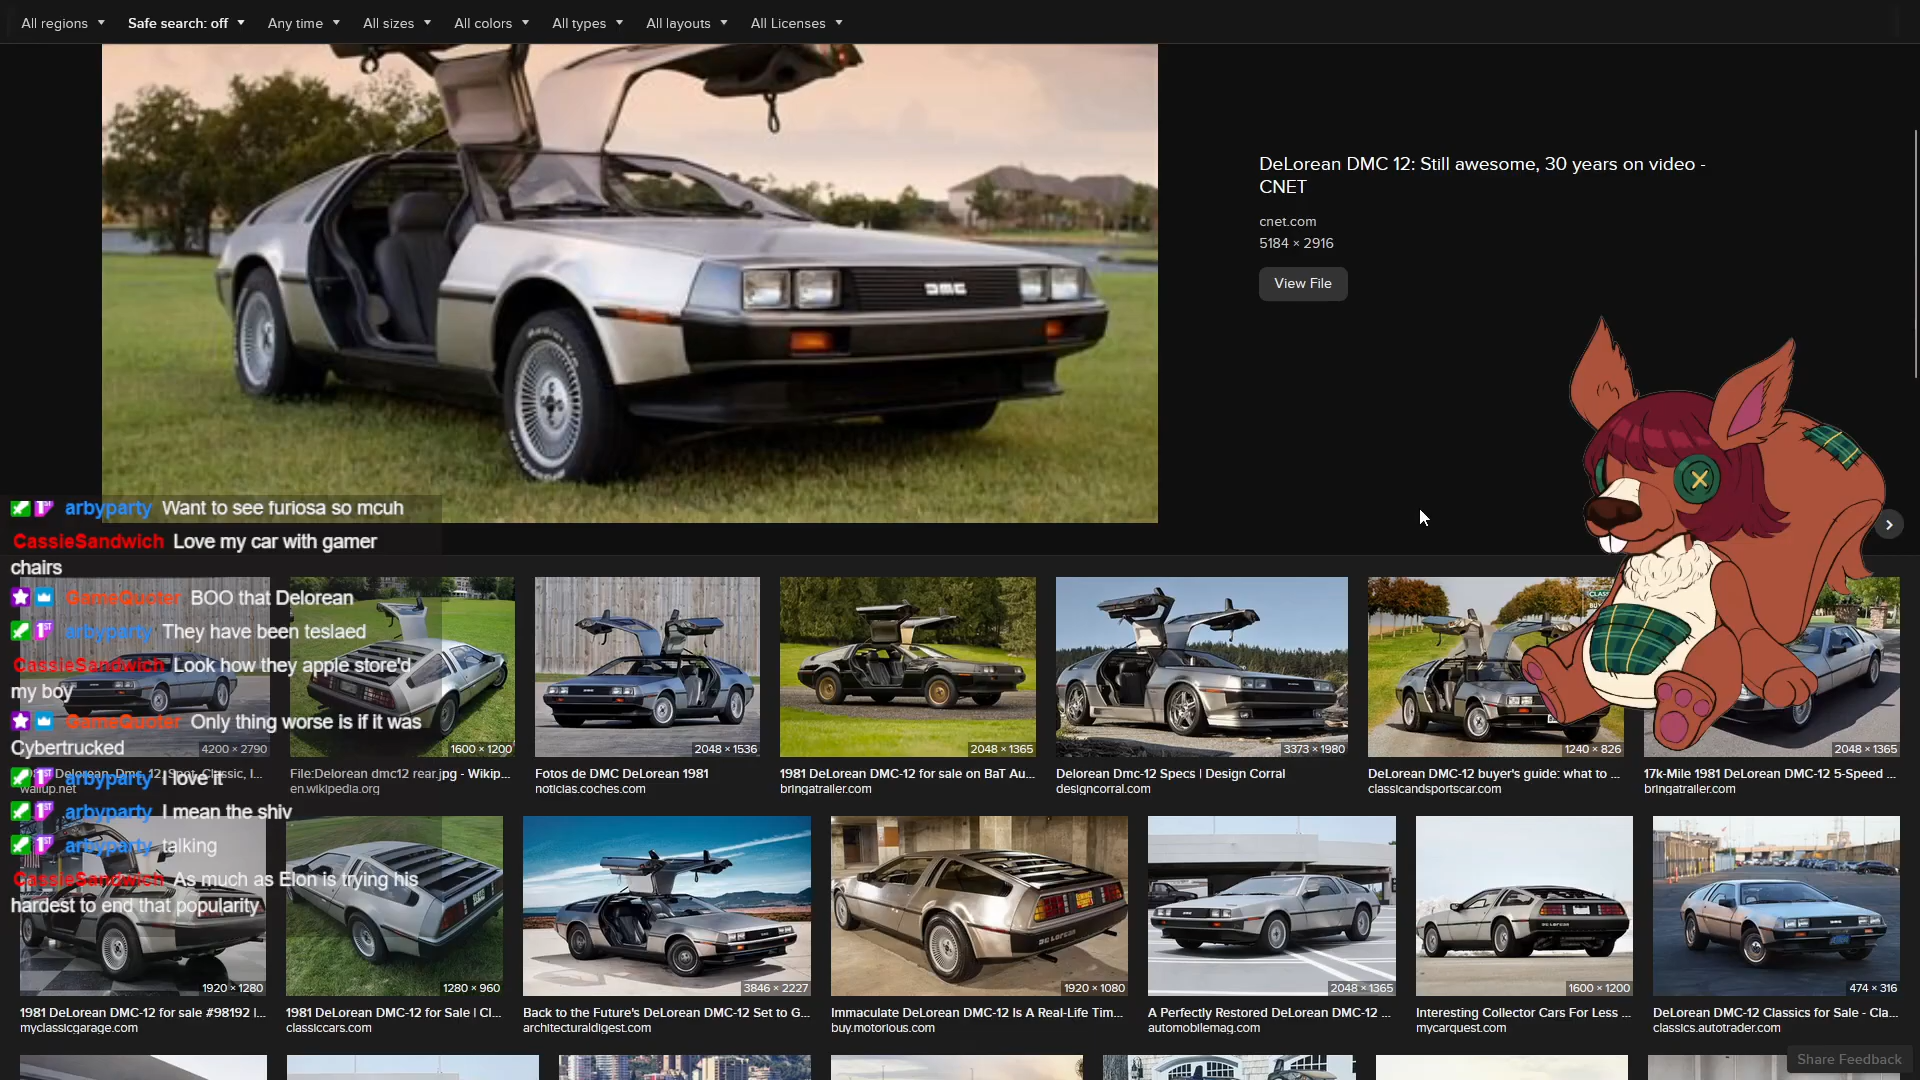 All regions
Safe search: off
Any time
All sizes
All colors
All types
All layouts
All Licenses
DMC
DeLorean DMC 12: Still awesome, 30 years on video -
CNET
cnet.com
5184 × 2916
View File
arbyparty Want to see furiosa so mcuh
CassieSandwich Love my car with gamer
chairs
GameQuoter BOO that Delorean
arbyparty They have been teslaed
CassieSandwich Look how they apple store'd
my boy
GameQuoter Only thing worse is if it was
Cybertrucked
arbyparty I love it
arbyparty I mean the shiv
arbyparty talking
CassieSandwich As much as Elon is trying his
hardest to end that popularity
4200 × 2790
Delorean, Dmc, 12, Spot, Classic, I...
wallup.net
1600 × 1200
File:Delorean dmc12 rear.jpg - Wikip...
en.wikipedia.org
2048 × 1536
Fotos de DMC DeLorean 1981
noticias.coches.com
2048 × 1365
1981 DeLorean DMC-12 for sale on BaT Au...
bringatrailer.com
3373 × 1980
Delorean Dmc-12 Specs | Design Corral
designcorral.com
1240 × 826
DeLorean DMC-12 buyer's guide: what to ...
classicandsportscar.com
2048 × 1365
17k-Mile 1981 DeLorean DMC-12 5-Speed ...
bringatrailer.com
1920 × 1280
1981 DeLorean DMC-12 for sale #98192 |...
myclassicgarage.com
1280 × 960
1981 DeLorean DMC-12 for Sale | Cl...
classiccars.com
3846 × 2227
Back to the Future's DeLorean DMC-12 Set to G...
architecturaldigest.com
1920 × 1080
Immaculate DeLorean DMC-12 Is A Real-Life Tim...
buy.motorious.com
2048 × 1365
A Perfectly Restored DeLorean DMC-12 ...
automobilemag.com
1600 × 1200
Interesting Collector Cars For Less ...
mycarquest.com
474 × 316
DeLorean DMC-12 Classics for Sale - Cla...
classics.autotrader.com
Share Feedback